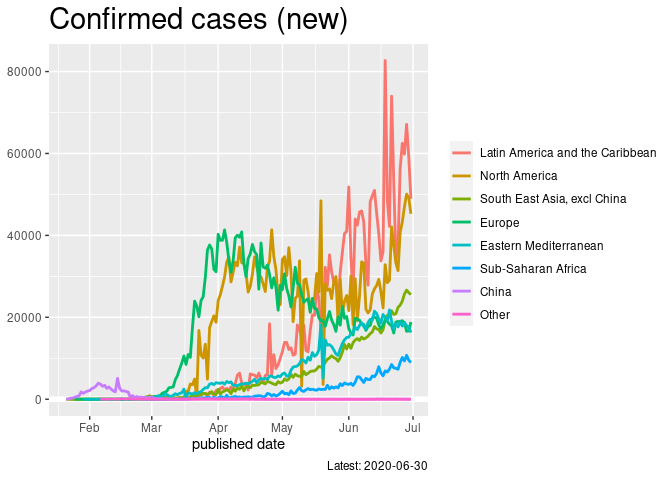 Confirmed cases (new)
80000
60000
40000
20000
0
Feb Mar Apr May Jun Jul
published date
Latest: 2020-06-30
Latin America and the Caribbean
North America
South East Asia, excl China
Europe
Eastern Mediterranean
Sub-Saharan Africa
China
Other